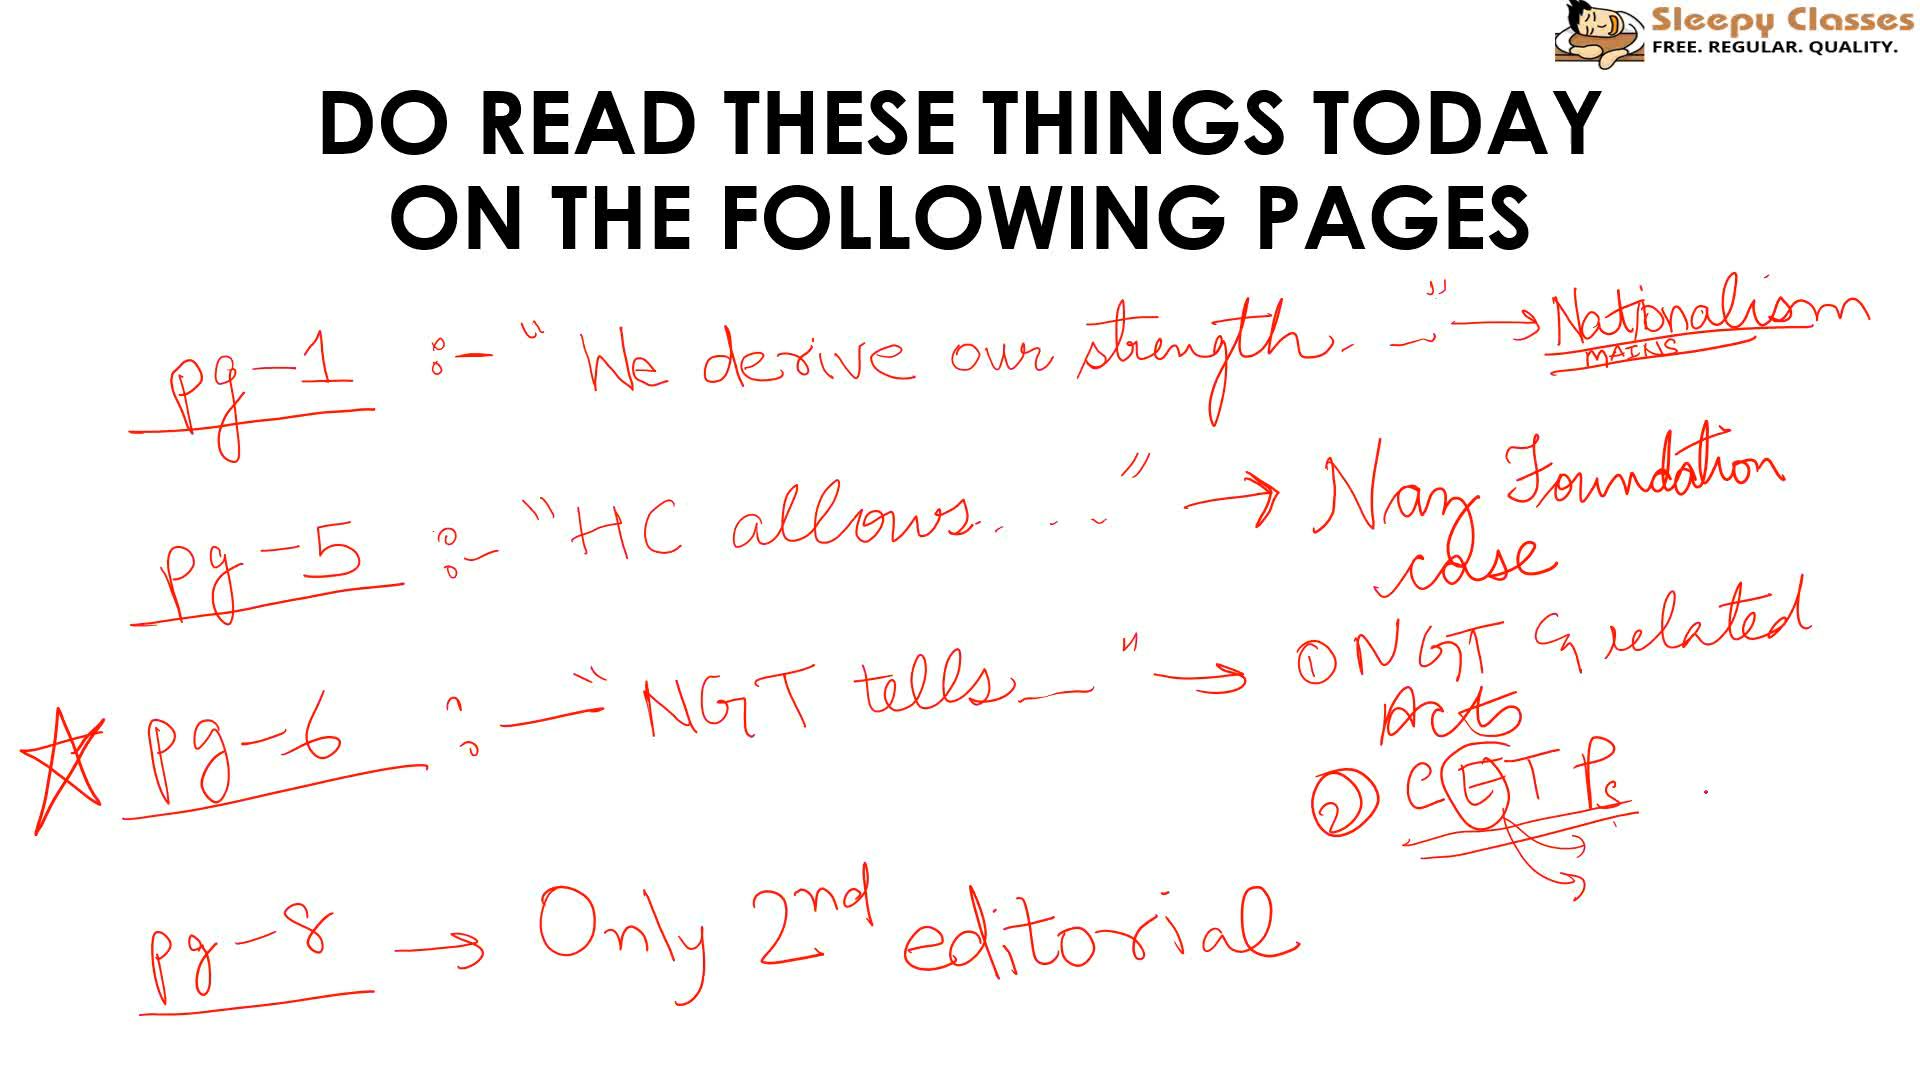 Sleepy Classes
FREE. REGULAR. QUALITY.
DO READ THESE THINGS TODAY
ON THE FOLLOWING PAGES
pg-1 :- "We derive our strength. --" → Nationalism
MAINS
pg-5 :- "HC allows. ..." → Naz Foundation
case
pg-6 :- "NGT tells --" → ① NGT & related
Acts
② CETPs
pg-8 → Only 2nd editorial